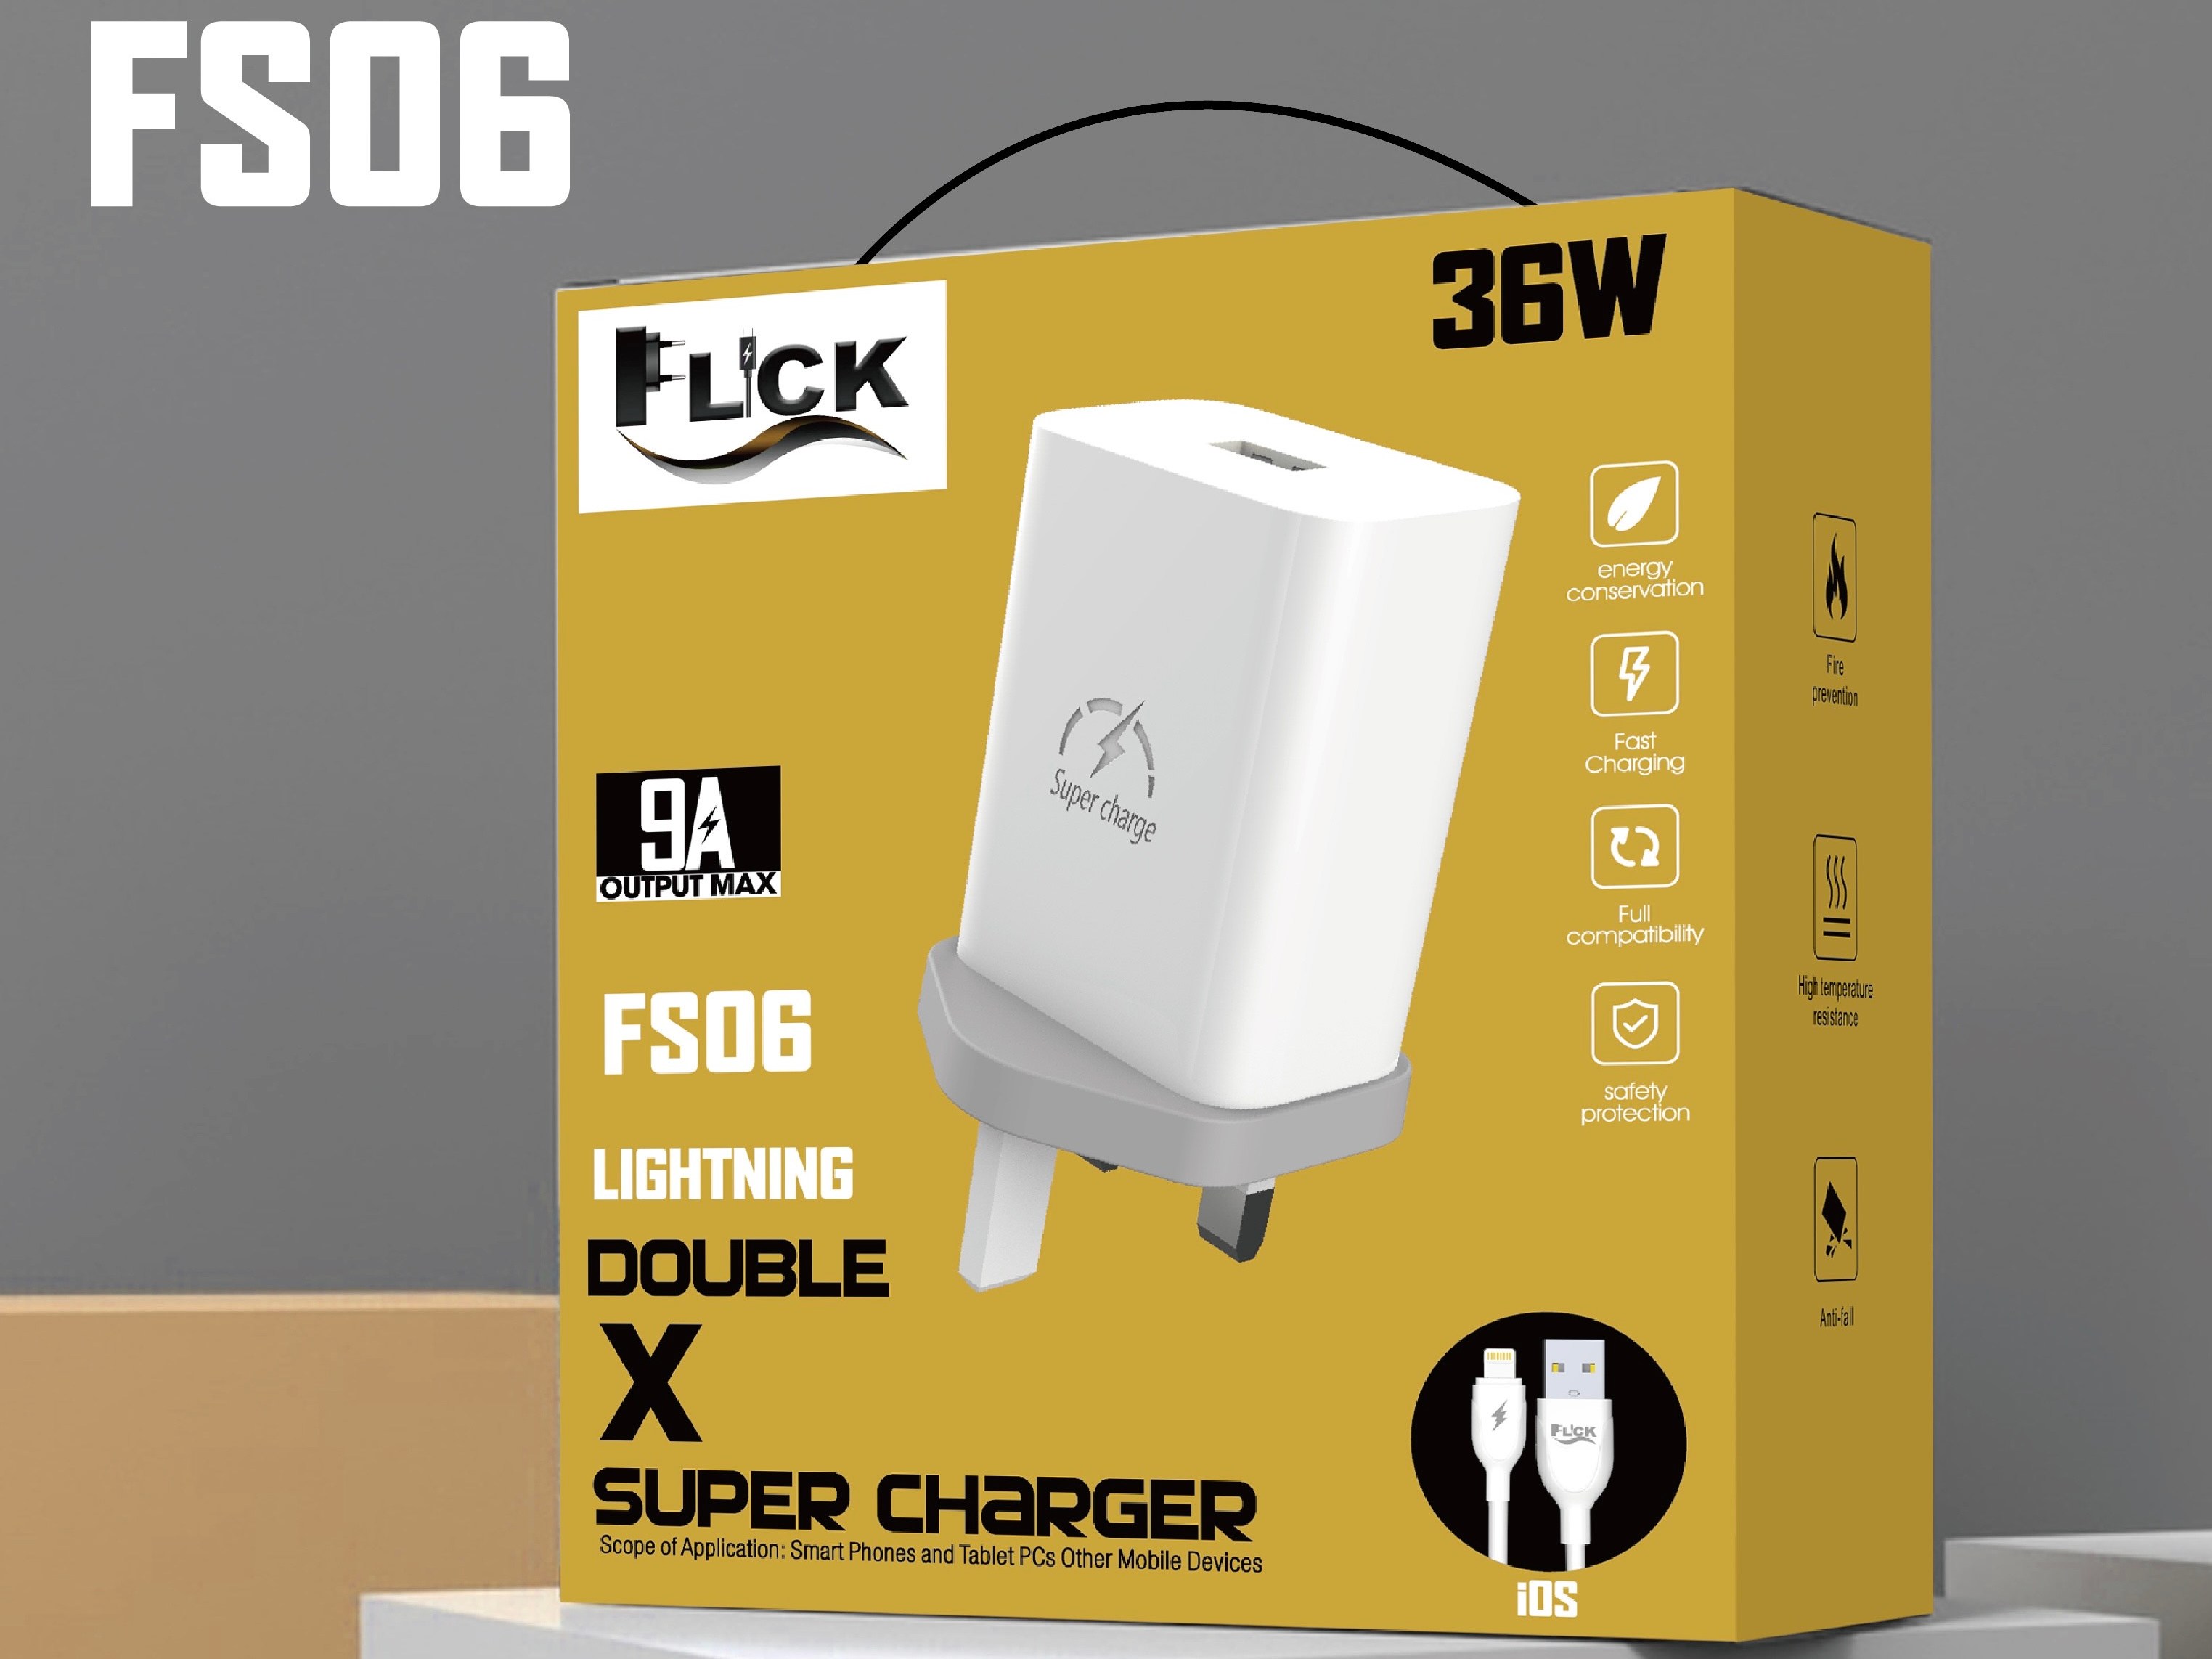 FS06
36W
FLICK
energy
conservation
Fast
Charging
Full
compatibility
safety
protection
Fire
prevention
High temperature
resistance
Anti-fall
Super charge
9A
OUTPUT MAX
FS06
LIGHTNING
DOUBLE
X
SUPER CHARGER
Scope of Application: Smart Phones and Tablet PCs Other Mobile Devices
FLICK
iOS